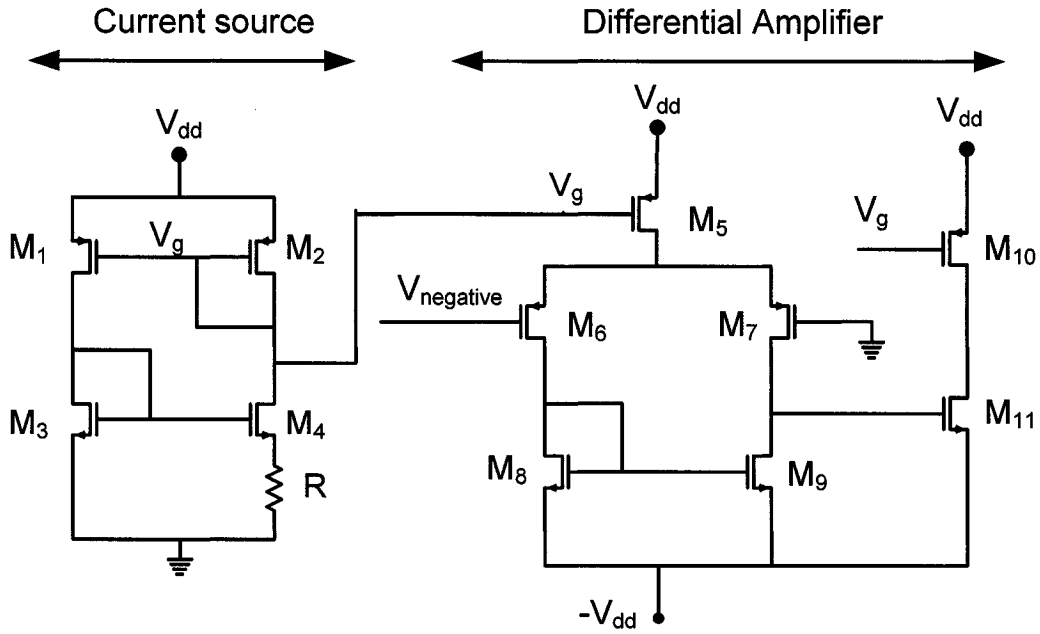 Current source
Differential Amplifier
Vdd
Vdd
Vdd
Vg
M5
Vg
M1
Vg
M2
M10
Vnegative
M6
M7
M3
M4
M11
R
M8
M9
-Vdd